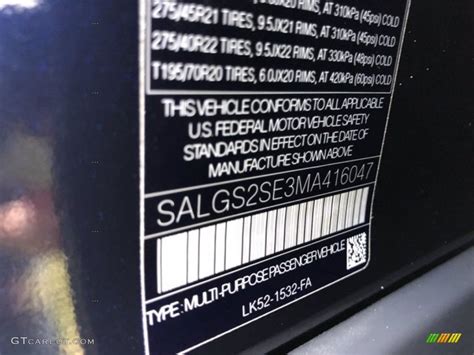 275/45R21 TIRES, 9.5JX21 RIMS, AT 310kPa (45psi) COLD
275/40R22 TIRES, 9.5JX22 RIMS, AT 330kPa (48psi) COLD
T195/70R20 TIRES, 6.0JX20 RIMS, AT 420kPa (60psi) COLD
THIS VEHICLE CONFORMS TO ALL APPLICABLE
U.S. FEDERAL MOTOR VEHICLE SAFETY
STANDARDS IN EFFECT ON THE DATE OF
MANUFACTURE SHOWN ABOVE.
SALGS2SE3MA416047
TYPE: MULTI-PURPOSE PASSENGER VEHICLE
LK52-1532-FA
GTCARLOT.COM